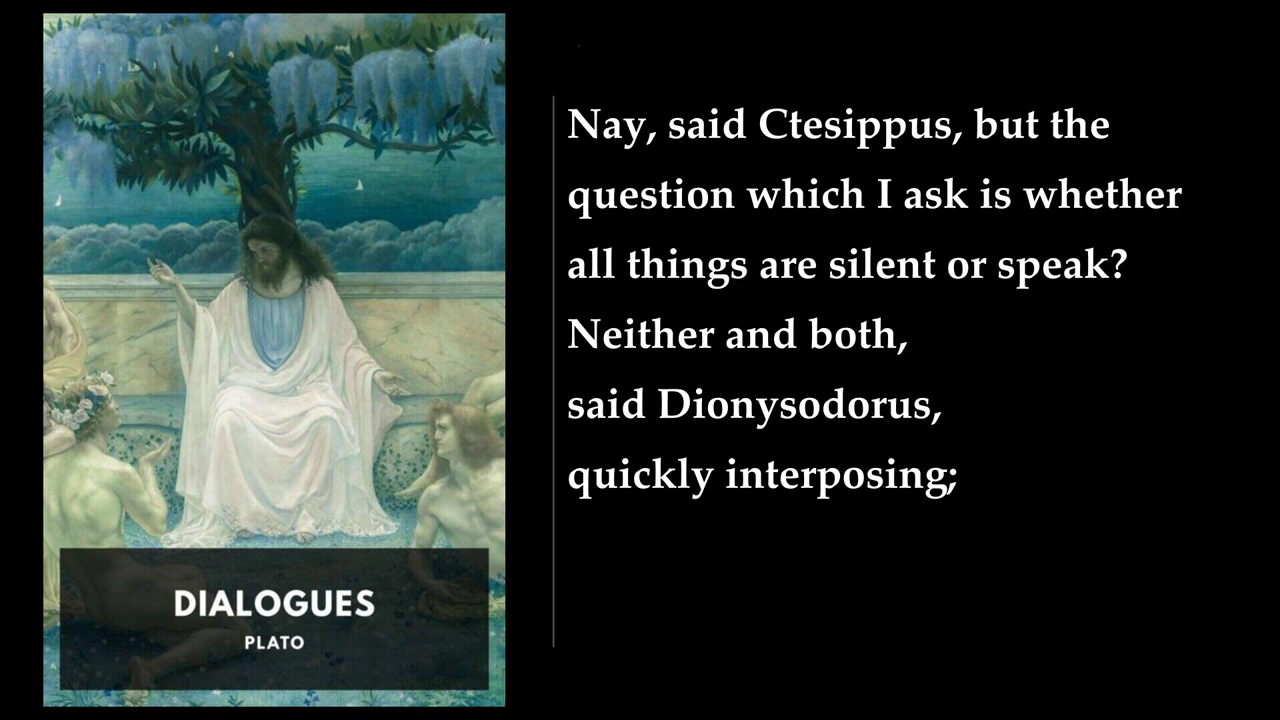 Nay, said Ctesippus, but the
question which I ask is whether
all things are silent or speak?
Neither and both,
said Dionysodorus,
quickly interposing;
DIALOGUES
PLATO